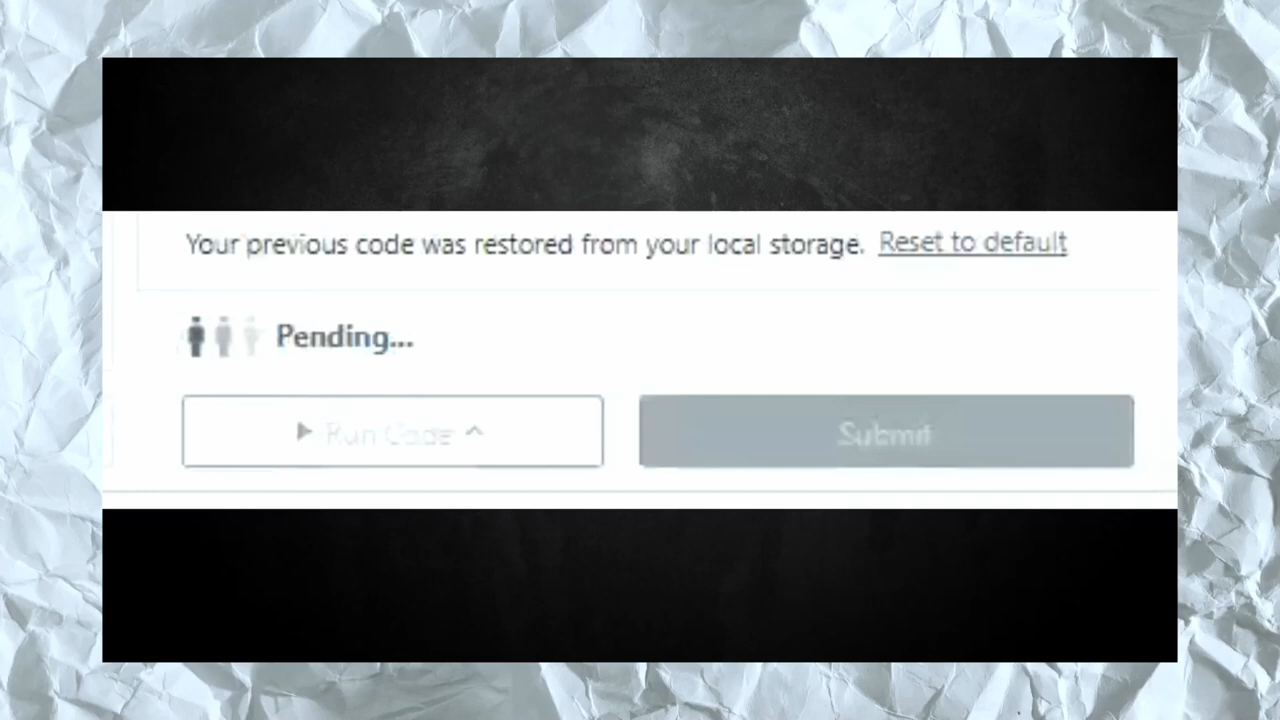 Your previous code was restored from your local storage. Reset to default
Pending...
Run Code
Submit